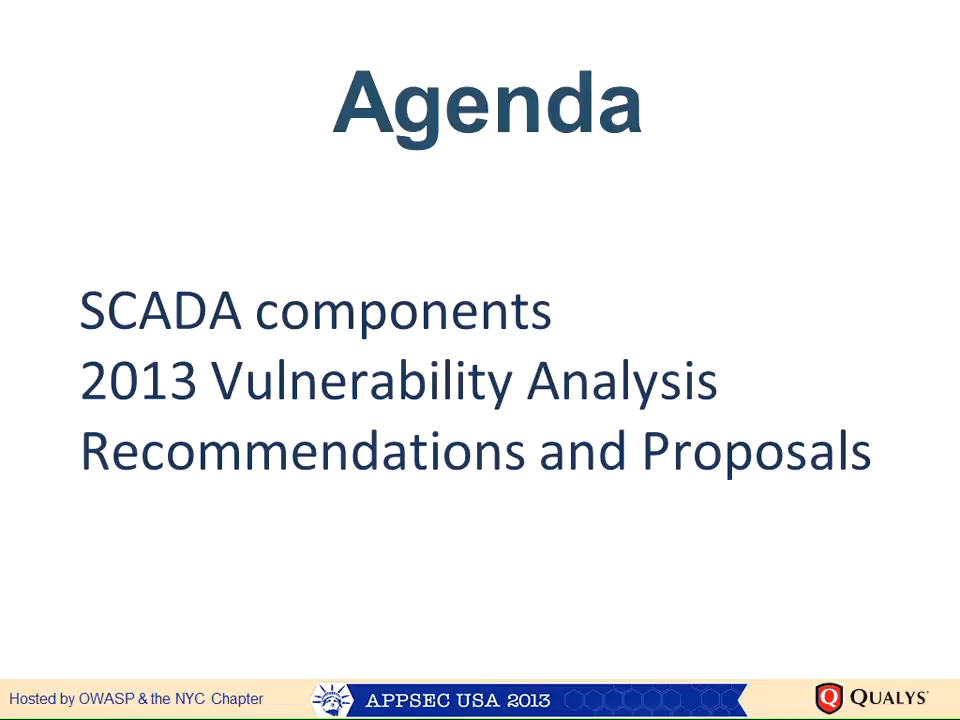 Agenda
SCADA components
2013 Vulnerability Analysis
Recommendations and Proposals
Hosted by OWASP & the NYC Chapter
APPSEC USA 2013
Q QUALYS